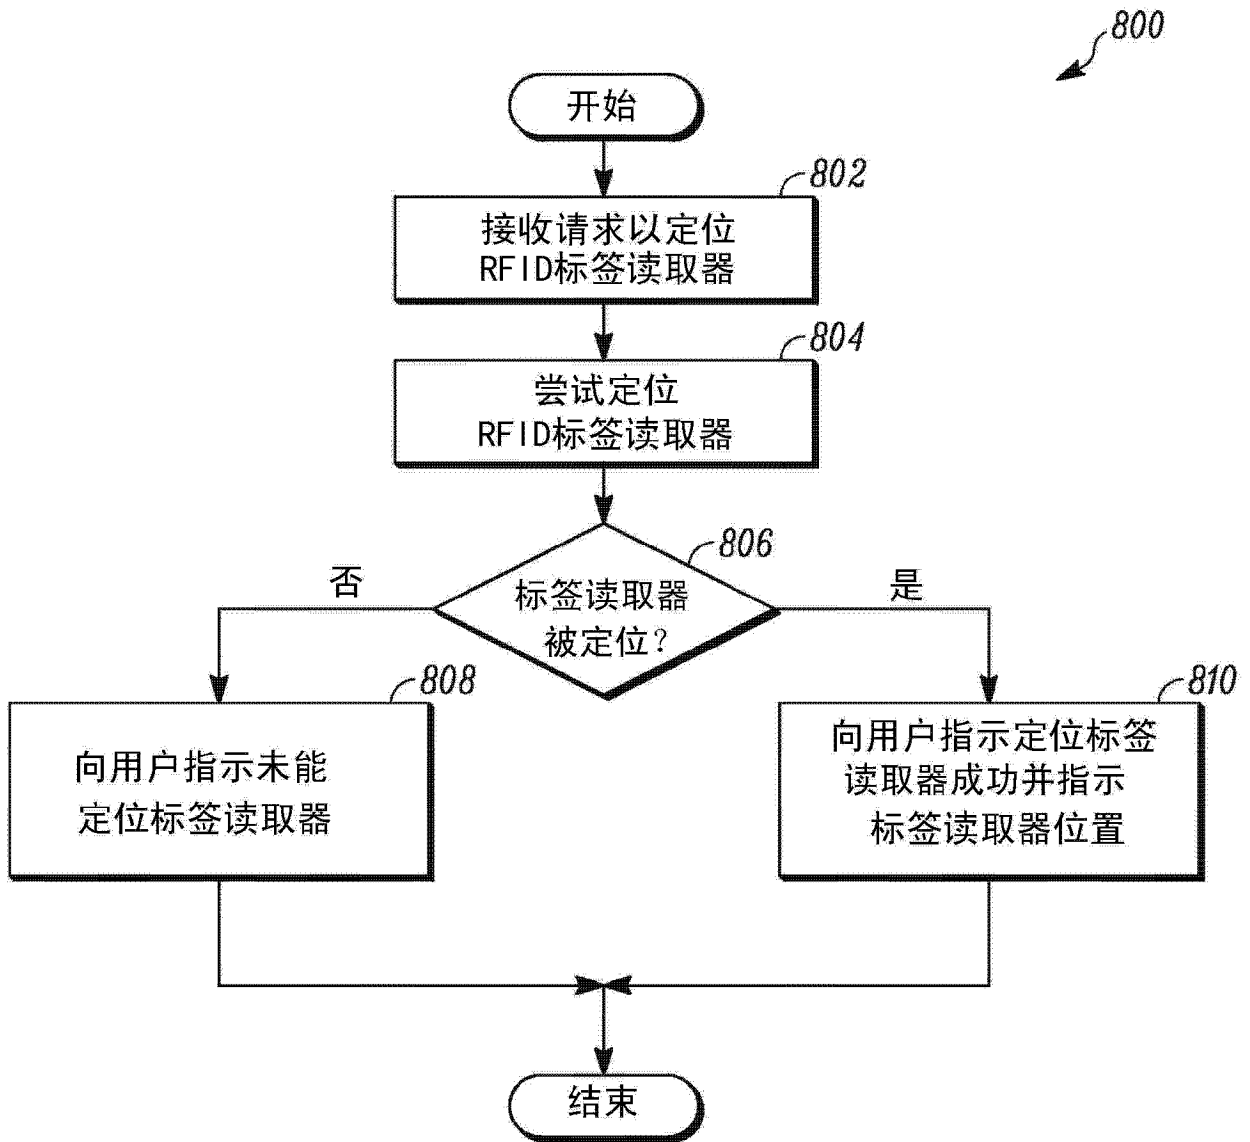 800
开始
802
接收请求以定位
RFID标签读取器
804
尝试定位
RFID标签读取器
806
否
是
标签读取器
被定位?
808
810
向用户指示未能
定位标签读取器
向用户指示定位标签
读取器成功并指示
标签读取器位置
结束